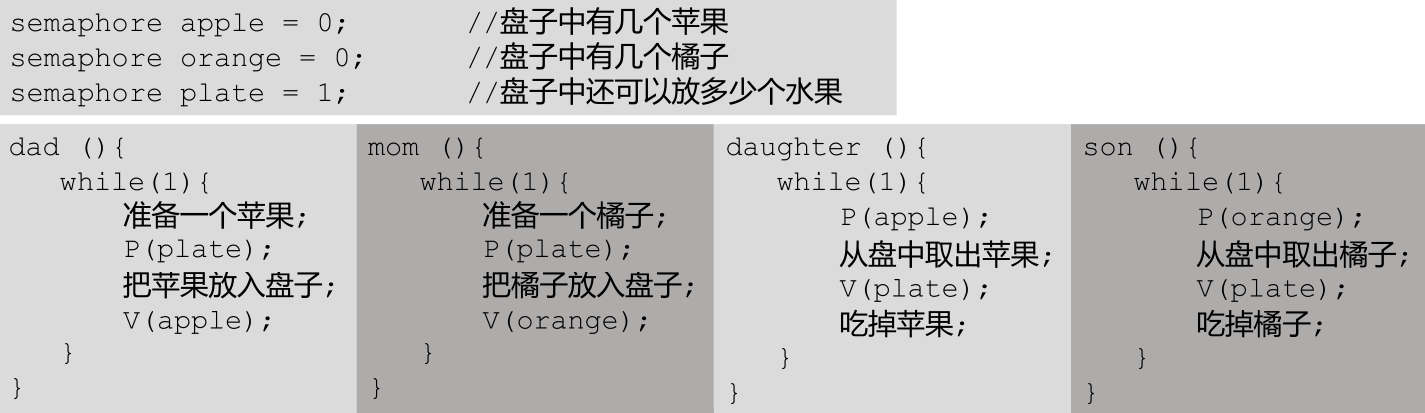 semaphore apple = 0; //盘子中有几个苹果
semaphore orange = 0; //盘子中有几个橘子
semaphore plate = 1; //盘子中还可以放多少个水果
dad (){
while(1){
准备一个苹果;
P(plate);
把苹果放入盘子;
V(apple);
}
}
mom (){
while(1){
准备一个橘子;
P(plate);
把橘子放入盘子;
V(orange);
}
}
daughter (){
while(1){
P(apple);
从盘中取出苹果;
V(plate);
吃掉苹果;
}
}
son (){
while(1){
P(orange);
从盘中取出橘子;
V(plate);
吃掉橘子;
}
}